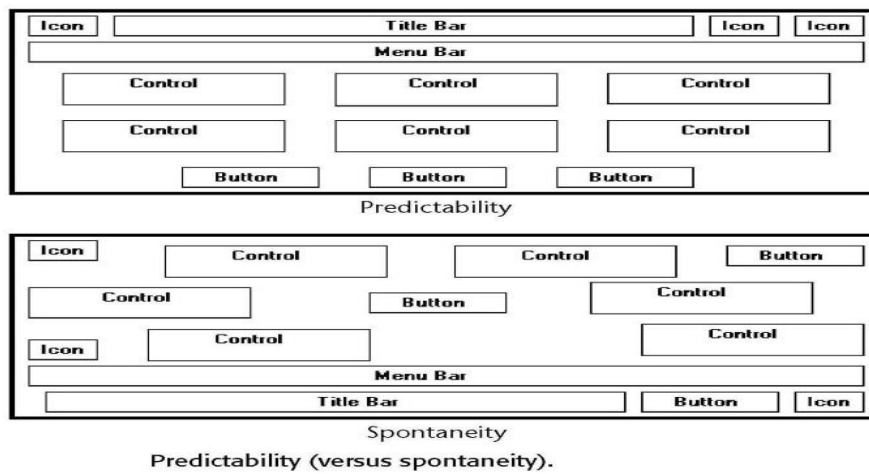 Icon Title Bar Icon Icon
Menu Bar
Control Control Control
Control Control Control
Button Button Button
Predictability
Icon Control Control Button
Control Button Control
Icon Control Control
Menu Bar
Title Bar Button Icon
Spontaneity
Predictability (versus spontaneity).